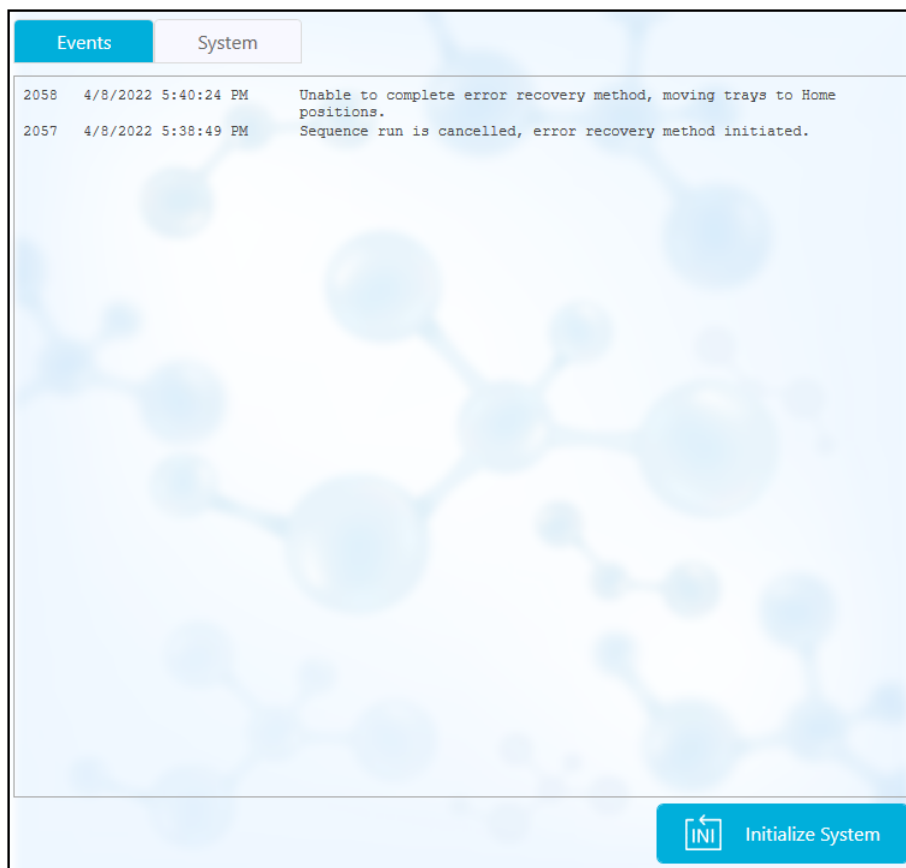 Events System
2058 4/8/2022 5:40:24 PM Unable to complete error recovery method, moving trays to Home
positions.
2057 4/8/2022 5:38:49 PM Sequence run is cancelled, error recovery method initiated.
INI Initialize System